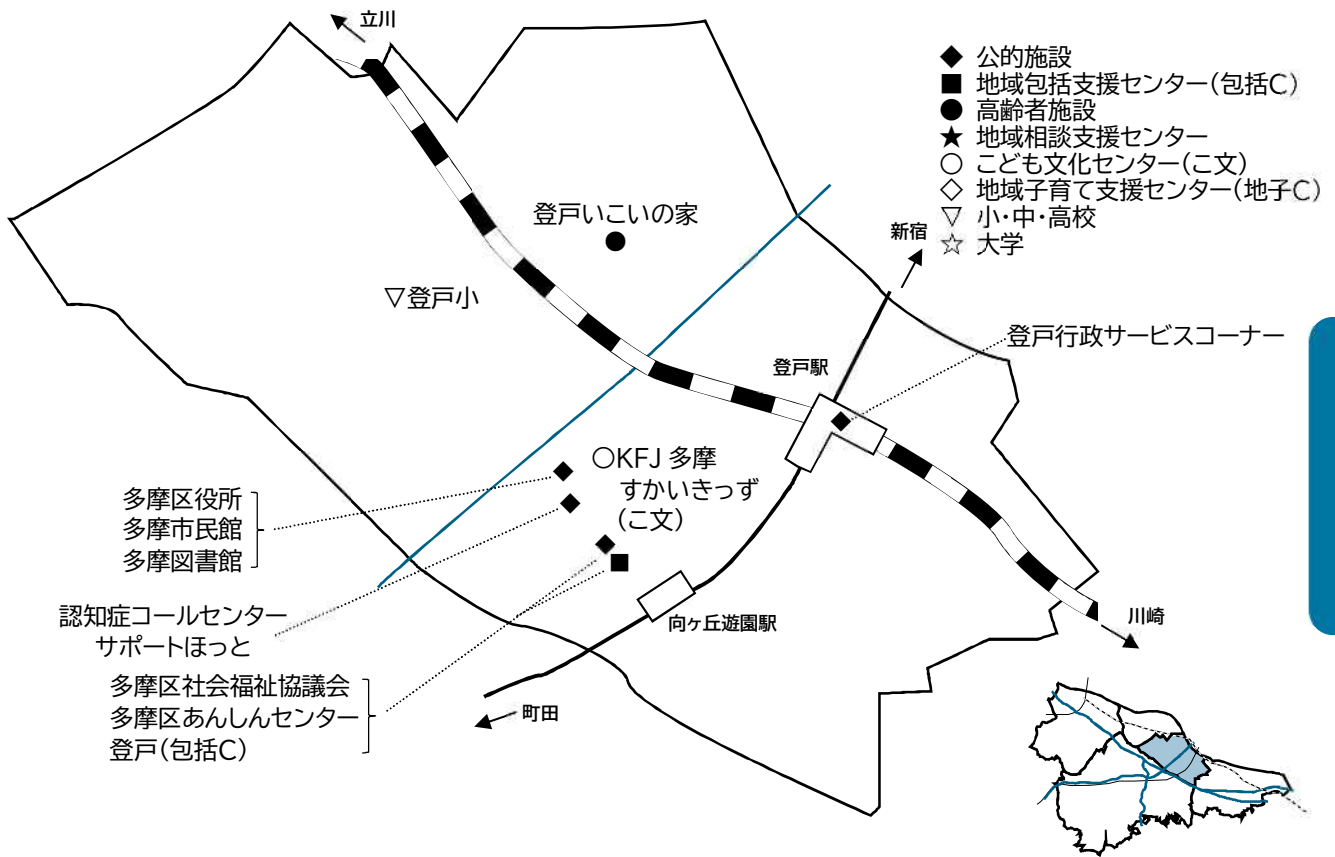 立川
◆ 公的施設
■ 地域包括支援センター(包括C)
● 高齢者施設
★ 地域相談支援センター
○ こども文化センター(こ文)
◇ 地域子育て支援センター(地子C)
▽ 小・中・高校
☆ 大学
登戸いこいの家
新宿
▽登戸小
登戸行政サービスコーナー
登戸駅
○KFJ 多摩
すかいきっず
(こ文)
多摩区役所
多摩市民館
多摩図書館
認知症コールセンター
サポートほっと
向ヶ丘遊園駅
川崎
多摩区社会福祉協議会
多摩区あんしんセンター
登戸(包括C)
町田